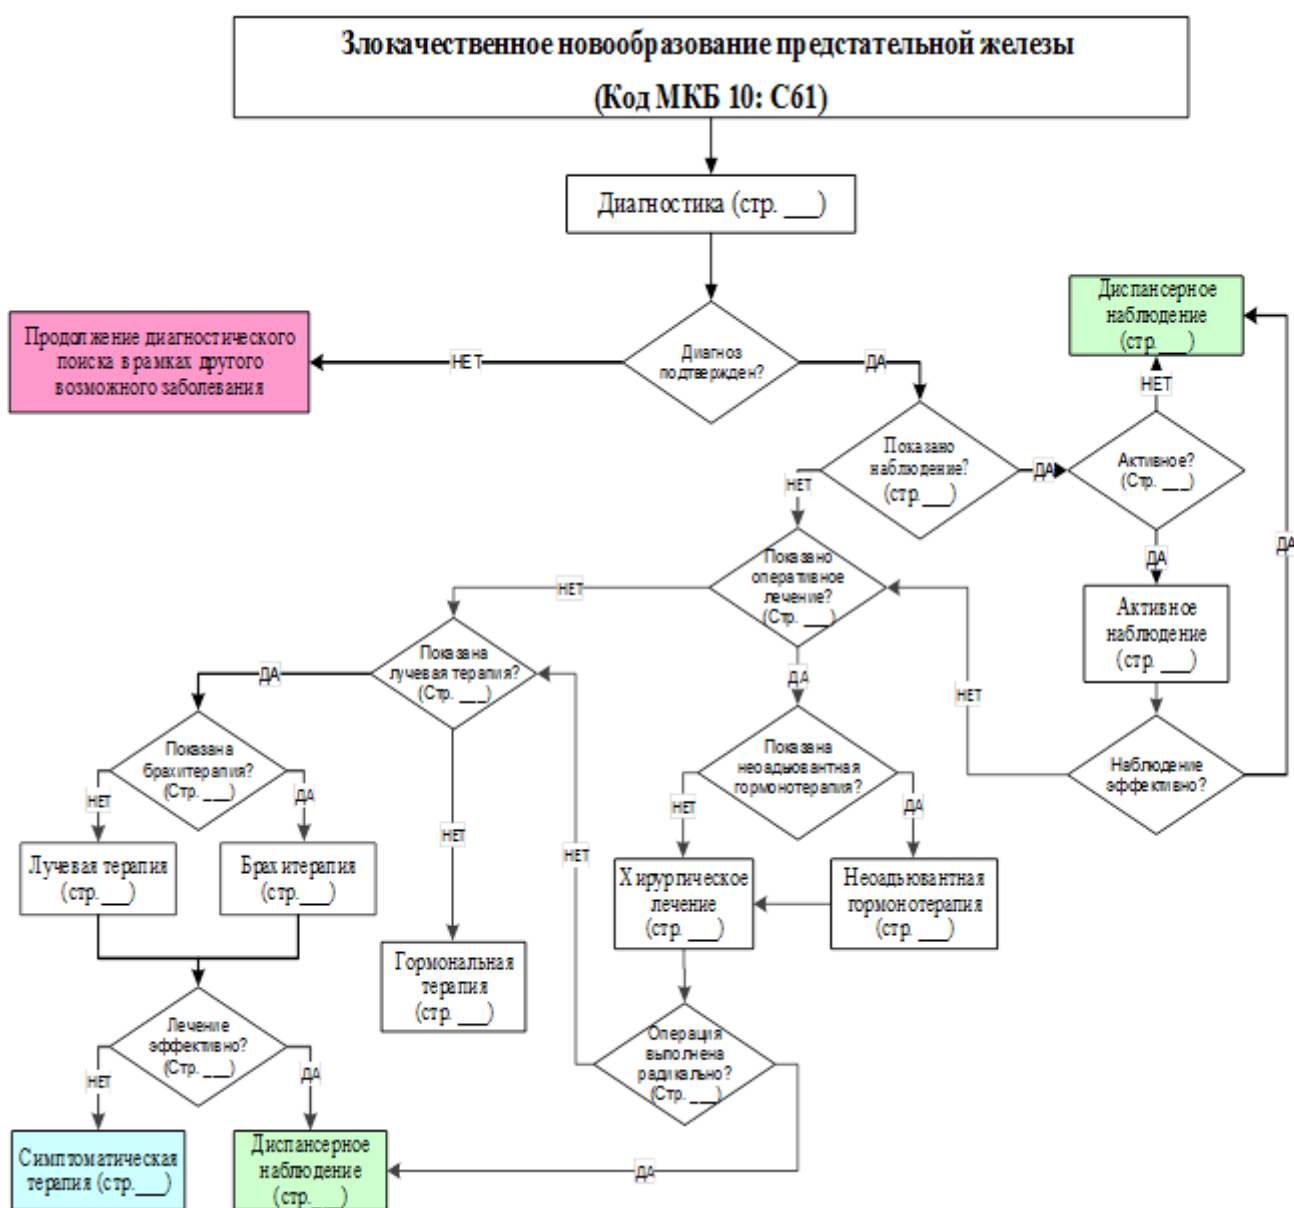 Злокачественное новообразование предстательной железы
(Код МКБ 10: С61)
Диагностика (стр. ___)
Диагноз
подтвержден?
НЕТ
ДА
Продолжение диагностического
поиска в рамках другого
возможного заболевания
Диспансерное
наблюдение
(стр.___)
НЕТ
Показано
наблюдение?
(стр.___)
ДА
Активное?
(Стр. ___)
НЕТ
ДА
ДА
Показано
оперативное
лечение?
(Стр. ___)
НЕТ
Активное
наблюдение
(стр. ___)
Показана
лучевая терапия?
(Стр. ___)
ДА
ДА
НЕТ
Показана
брахитерапия?
(Стр. ___)
Показана
неоадъювантная
гормонотерапия?
Наблюдение
эффективно?
НЕТ
ДА
НЕТ
НЕТ
ДА
Лучевая терапия
(стр.___)
Брахитерапия
(стр.___)
НЕТ
Хирургическое
лечение
(стр. ___)
Неоадьювантная
гормонотерапия
(стр. ___)
Гормональная
терапия
(стр. ___)
Лечение
эффективно?
(Стр. ___)
Операция
выполнена
радикально?
(Стр. ___)
НЕТ
ДА
Симптоматическая
терапия (стр.___)
Диспансерное
наблюдение
(стр.___)
ДА